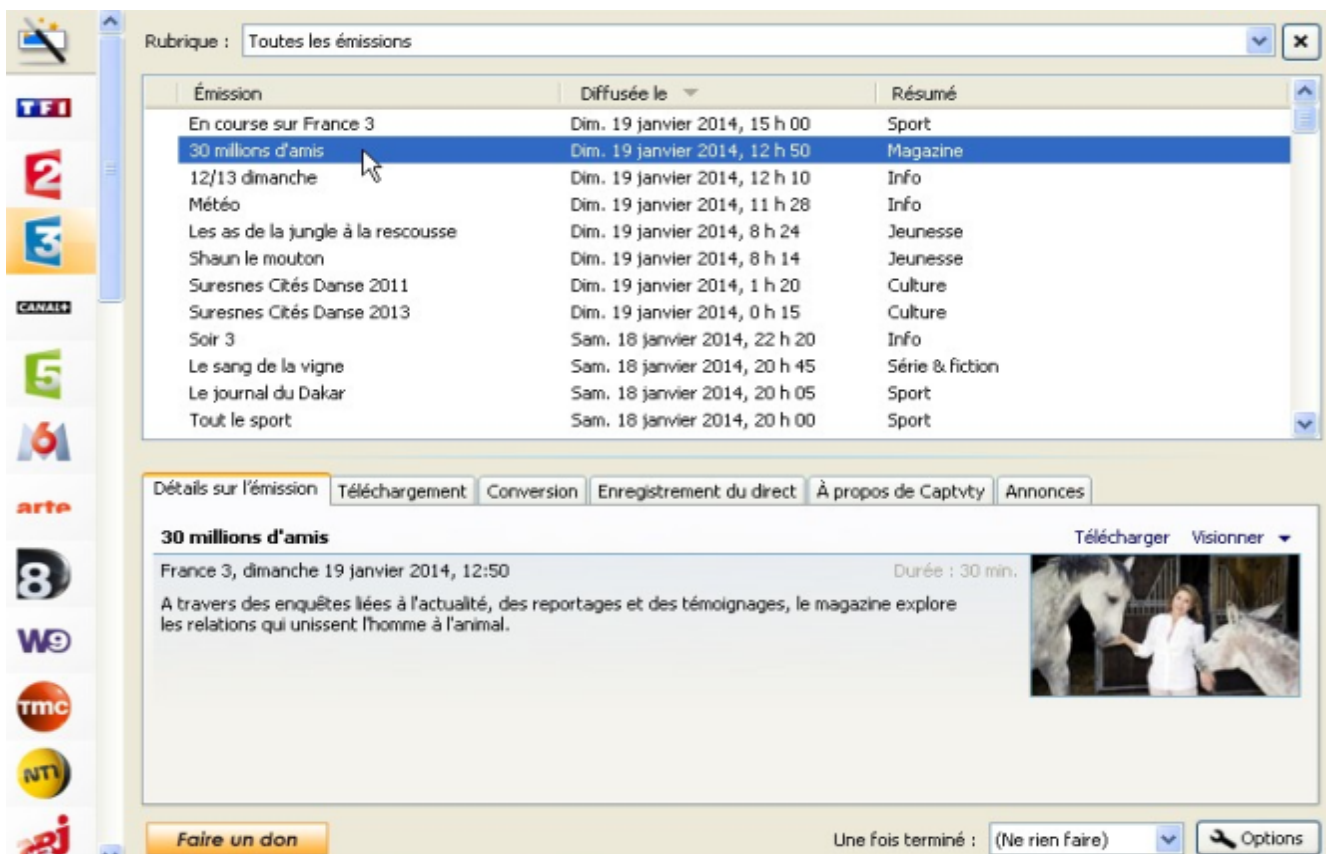 Rubrique : Toutes les émissions
TF1
2
3
CANAL+
5
M6
arte
8
W9
TMC
NT1
NRJ
Émission Diffusée le Résumé
En course sur France 3 Dim. 19 janvier 2014, 15 h 00 Sport
30 millions d'amis Dim. 19 janvier 2014, 12 h 50 Magazine
12/13 dimanche Dim. 19 janvier 2014, 12 h 10 Info
Météo Dim. 19 janvier 2014, 11 h 28 Info
Les as de la jungle à la rescousse Dim. 19 janvier 2014, 8 h 24 Jeunesse
Shaun le mouton Dim. 19 janvier 2014, 8 h 14 Jeunesse
Suresnes Cités Danse 2011 Dim. 19 janvier 2014, 1 h 20 Culture
Suresnes Cités Danse 2013 Dim. 19 janvier 2014, 0 h 15 Culture
Soir 3 Sam. 18 janvier 2014, 22 h 20 Info
Le sang de la vigne Sam. 18 janvier 2014, 20 h 45 Série & fiction
Le journal du Dakar Sam. 18 janvier 2014, 20 h 05 Sport
Tout le sport Sam. 18 janvier 2014, 20 h 00 Sport
Détails sur l'émission Téléchargement Conversion Enregistrement du direct À propos de Captvty Annonces
30 millions d'amis Télécharger Visionner
France 3, dimanche 19 janvier 2014, 12:50 Durée : 30 min.
A travers des enquêtes liées à l'actualité, des reportages et des témoignages, le magazine explore
les relations qui unissent l'homme à l'animal.
Faire un don Une fois terminé : (Ne rien faire) Options